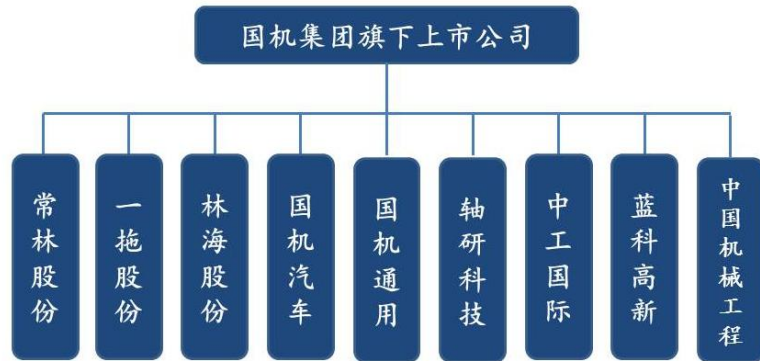 国机集团旗下上市公司
常林股份
一拖股份
林海股份
国机汽车
国机通用
轴研科技
中工国际
蓝科高新
中国机械工程